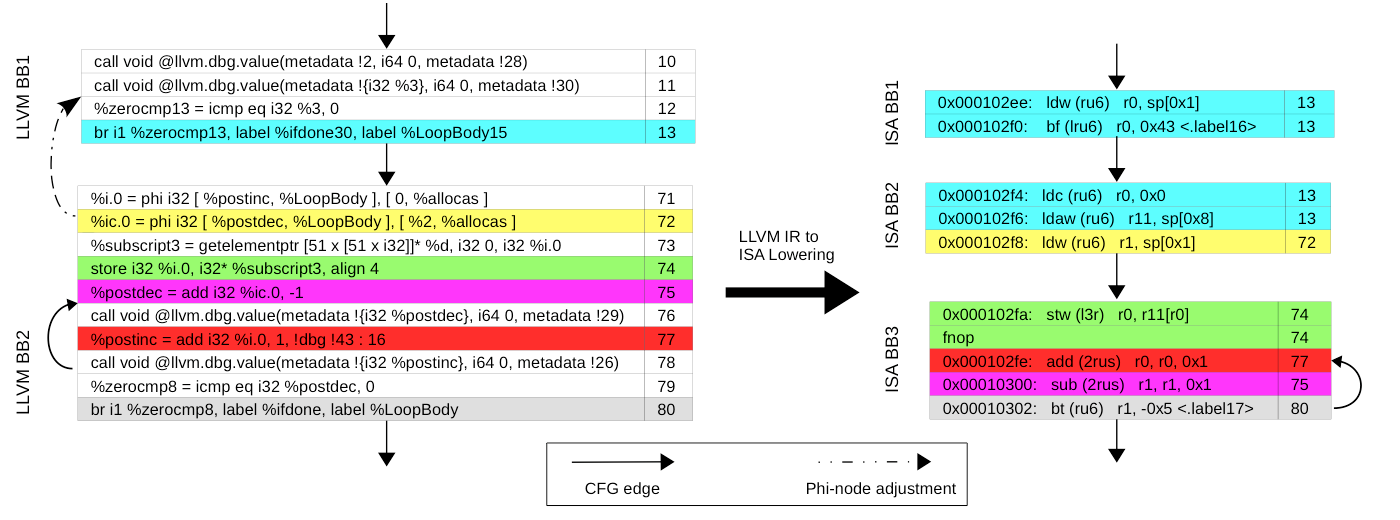 LLVM BB1
call void @llvm.dbg.value(metadata !2, i64 0, metadata !28) 10
call void @llvm.dbg.value(metadata !{i32 %3}, i64 0, metadata !30) 11
%zerocmp13 = icmp eq i32 %3, 0 12
br i1 %zerocmp13, label %ifdone30, label %LoopBody15 13
LLVM BB2
%i.0 = phi i32 [ %postinc, %LoopBody ], [ 0, %allocas ] 71
%ic.0 = phi i32 [ %postdec, %LoopBody ], [ %2, %allocas ] 72
%subscript3 = getelementptr [51 x [51 x i32]]* %d, i32 0, i32 %i.0 73
store i32 %i.0, i32* %subscript3, align 4 74
%postdec = add i32 %ic.0, -1 75
call void @llvm.dbg.value(metadata !{i32 %postdec}, i64 0, metadata !29) 76
%postinc = add i32 %i.0, 1, !dbg !43 : 16 77
call void @llvm.dbg.value(metadata !{i32 %postinc}, i64 0, metadata !26) 78
%zerocmp8 = icmp eq i32 %postdec, 0 79
br i1 %zerocmp8, label %ifdone, label %LoopBody 80
LLVM IR to
ISA Lowering
ISA BB1
0x000102ee: ldw (ru6) r0, sp[0x1] 13
0x000102f0: bf (lru6) r0, 0x43 <.label16> 13
ISA BB2
0x000102f4: ldc (ru6) r0, 0x0 13
0x000102f6: ldaw (ru6) r11, sp[0x8] 13
0x000102f8: ldw (ru6) r1, sp[0x1] 72
ISA BB3
0x000102fa: stw (l3r) r0, r11[r0] 74
fnop 74
0x000102fe: add (2rus) r0, r0, 0x1 77
0x00010300: sub (2rus) r1, r1, 0x1 75
0x00010302: bt (ru6) r1, -0x5 <.label17> 80
CFG edge
Phi-node adjustment